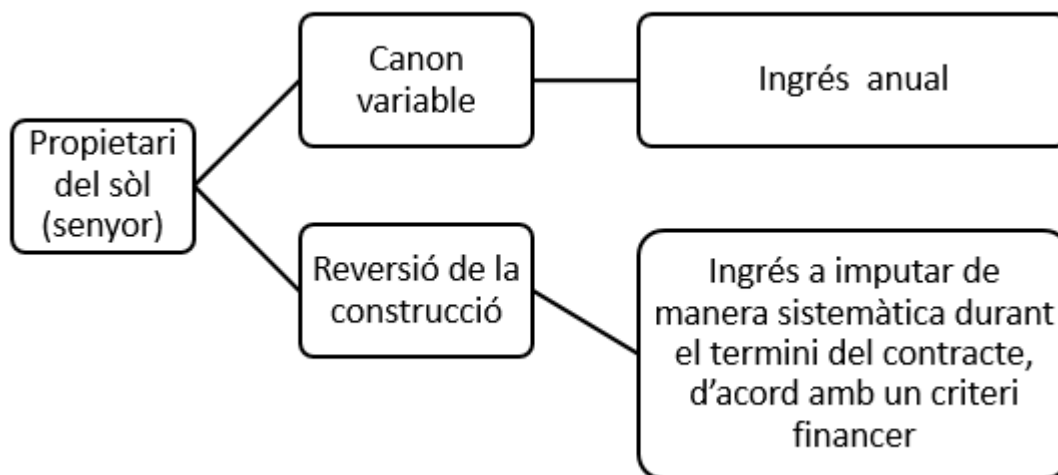 Propietari
del sòl
(senyor)
Canon
variable
Ingrés anual
Reversió de la
construcció
Ingrés a imputar de
manera sistemàtica durant
el termini del contracte,
d'acord amb un criteri
financer